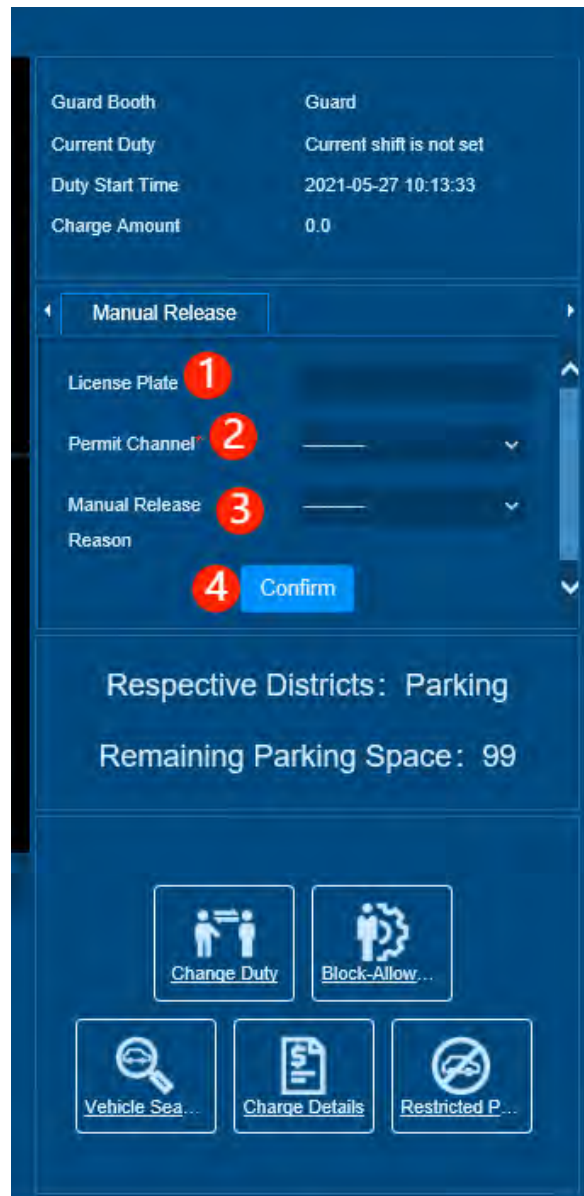 Guard Booth Guard
Current Duty Current shift is not set
Duty Start Time 2021-05-27 10:13:33
Charge Amount 0.0
Manual Release
License Plate 1
Permit Channel* 2
Manual Release 3
Reason
4 Confirm
Respective Districts: Parking
Remaining Parking Space: 99
Change Duty Block-Allow...
Vehicle Sea... Charge Details Restricted P...